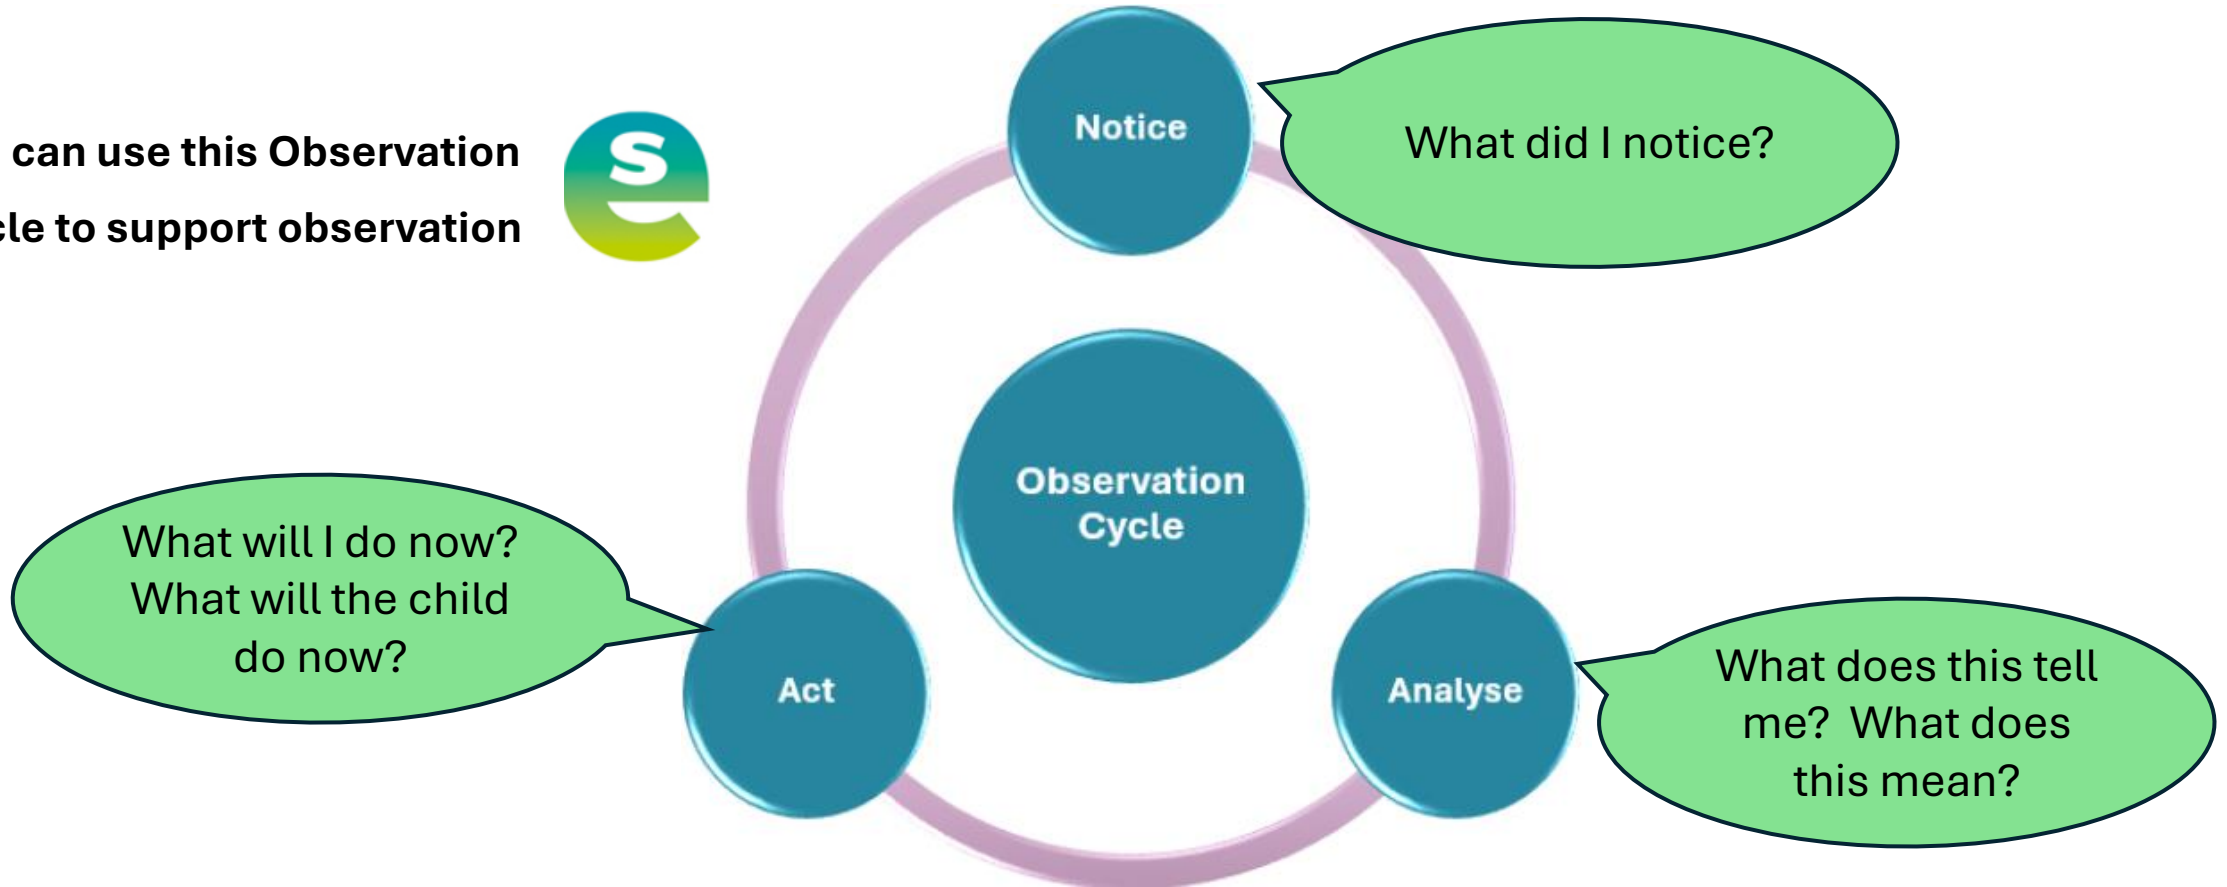 can use this Observation
cle to support observation
se
Notice
What did I notice?
Observation
Cycle
What will I do now?
What will the child
do now?
Act
Analyse
What does this tell
me?  What does
this mean?